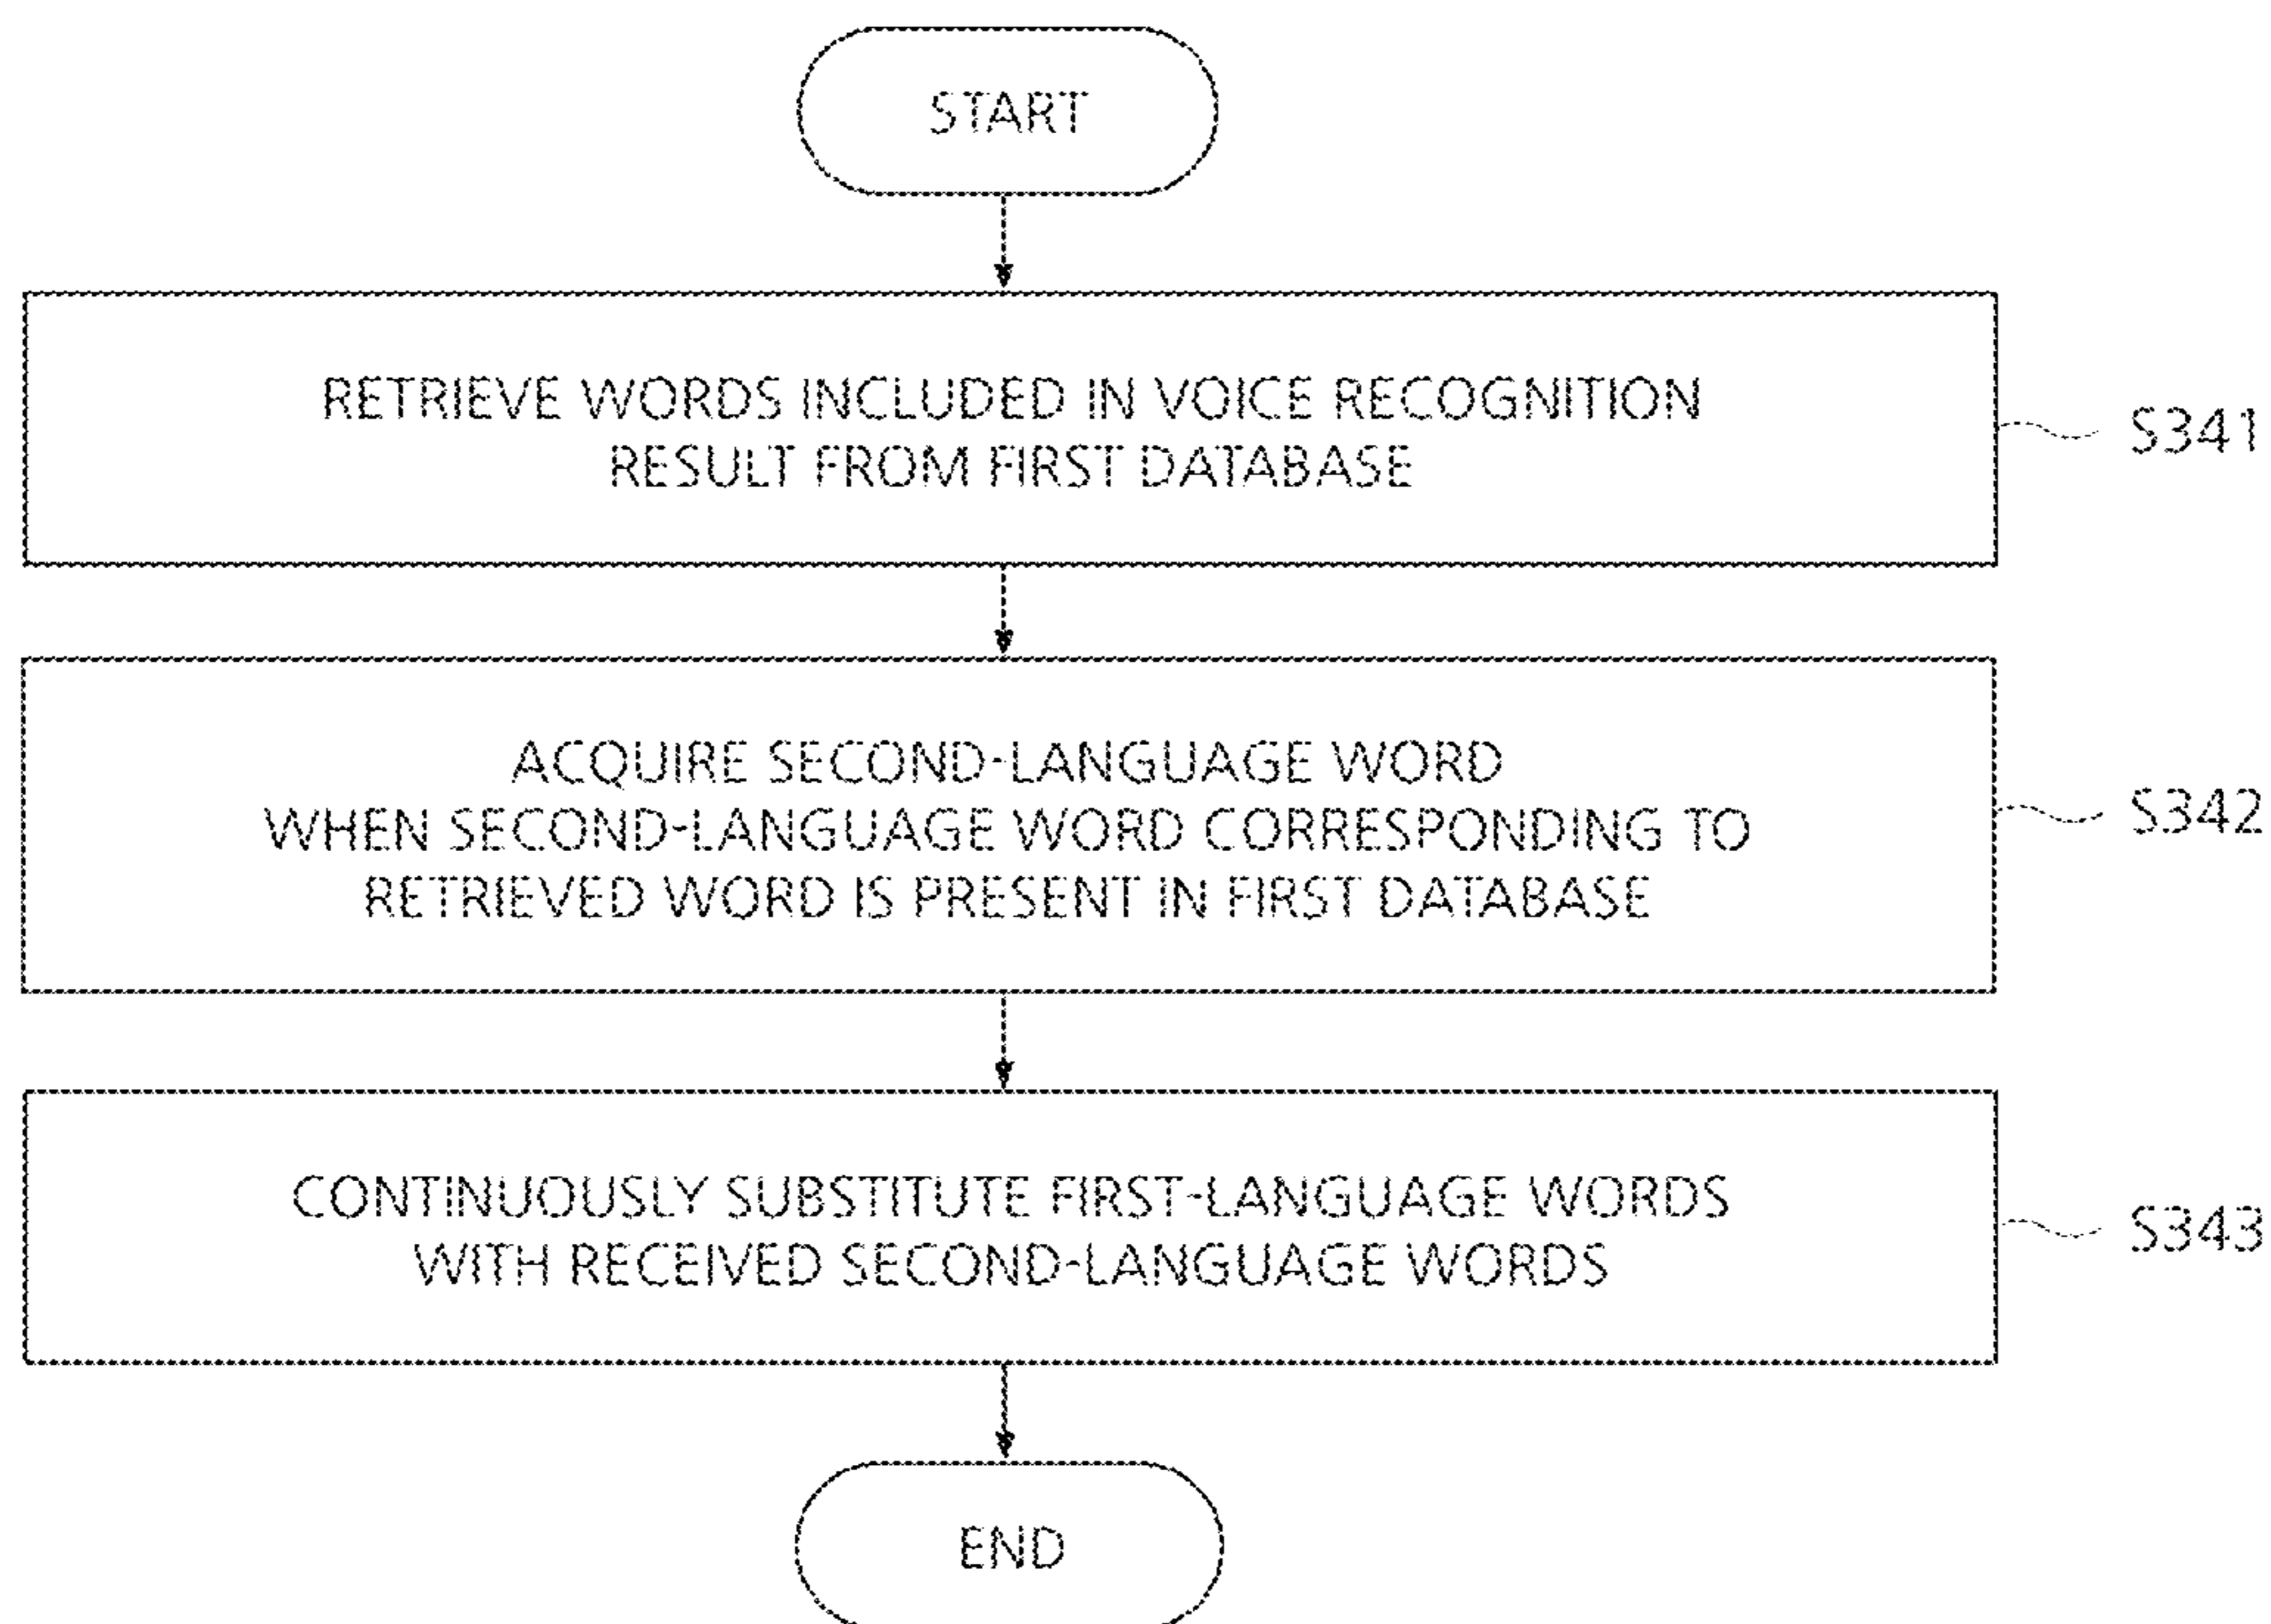 START
RETRIEVE WORDS INCLUDED IN VOICE RECOGNITION
RESULT FROM FIRST DATABASE
S341
ACQUIRE SECOND-LANGUAGE WORD
WHEN SECOND-LANGUAGE WORD CORRESPONDING TO
RETRIEVED WORD IS PRESENT IN FIRST DATABASE
S342
CONTINUOUSLY SUBSTITUTE FIRST-LANGUAGE WORDS
WITH RECEIVED SECOND-LANGUAGE WORDS
S343
END